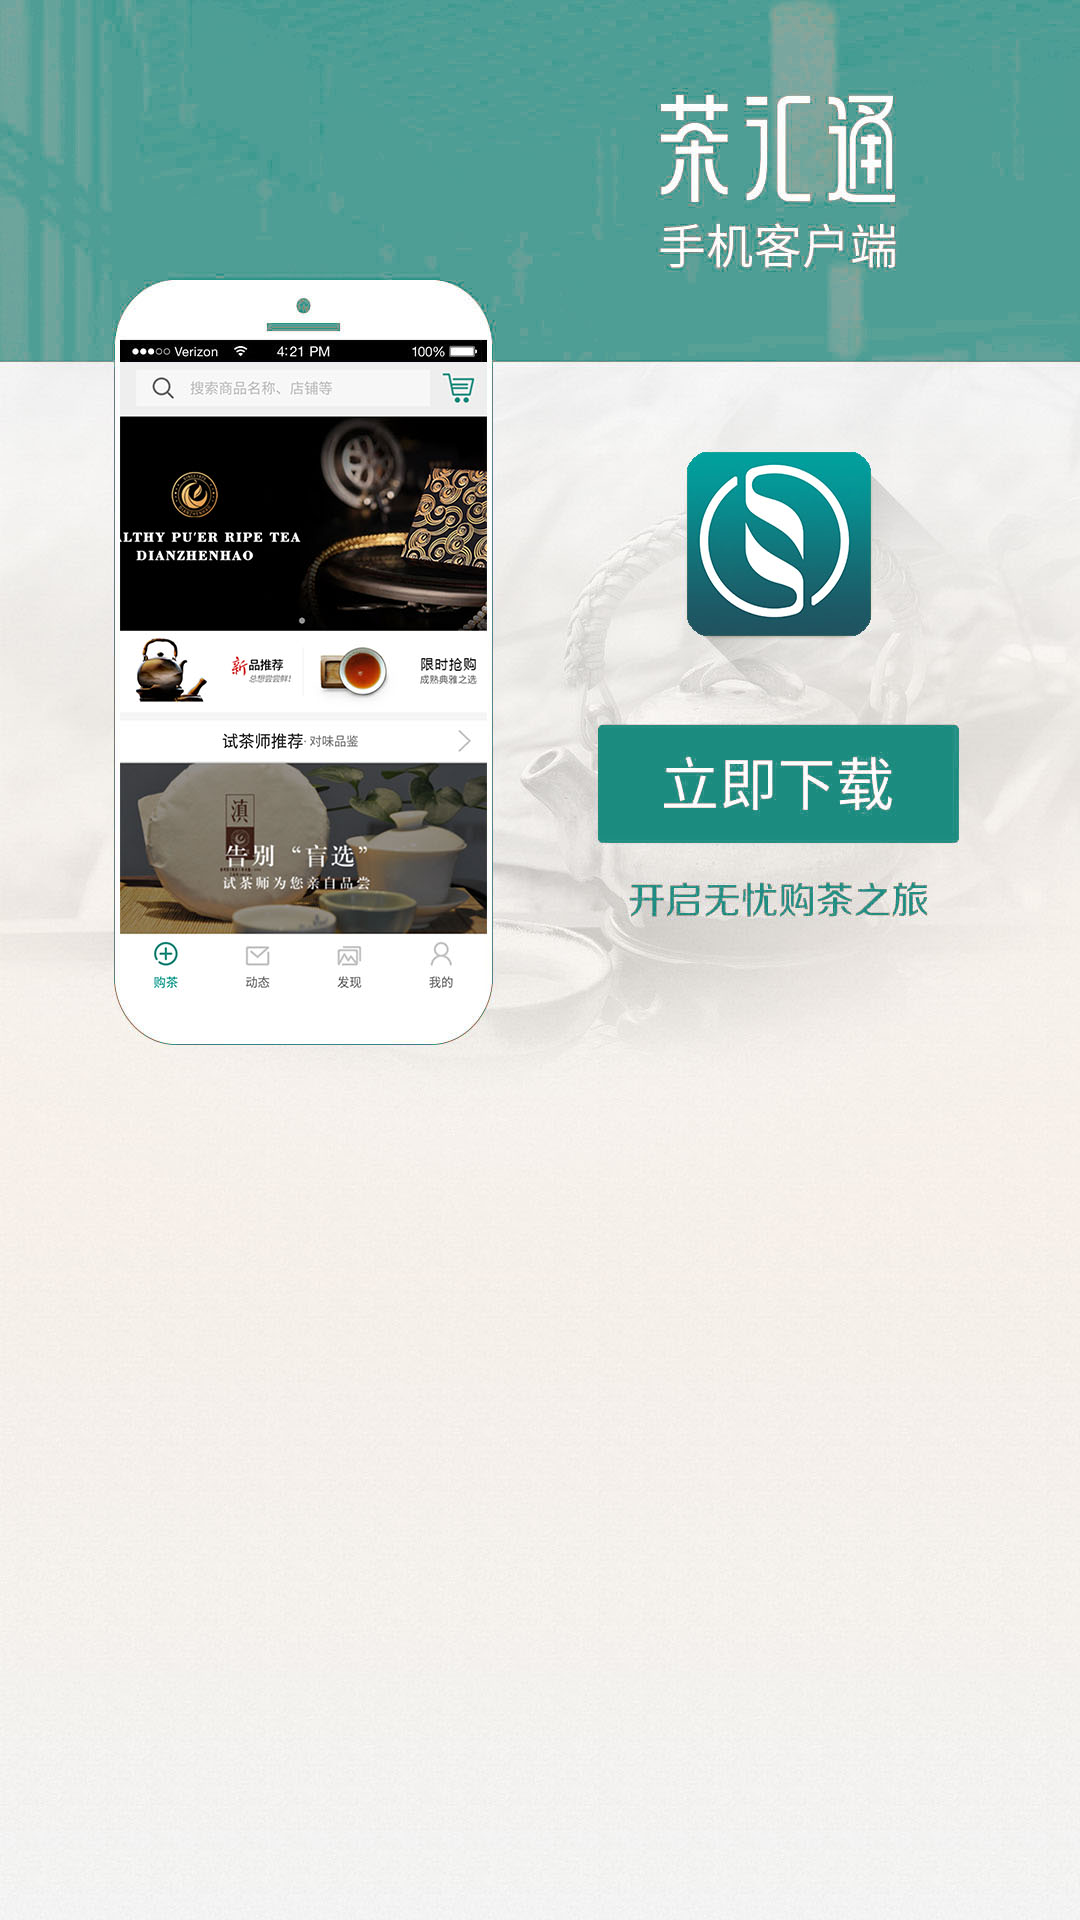 茶汇通
手机客户端
Verizon 4:21 PM 100%
搜索商品名称、店铺等
ALTHY PU'ER RIPE TEA
DIANZHENHAO
新品推荐
总想尝尝鲜!
限时抢购
成熟典雅之选
试茶师推荐·对味品鉴
滇
告别“盲选”
试茶师为您亲自品尝
购茶 动态 发现 我的
立即下载
开启无忧购茶之旅